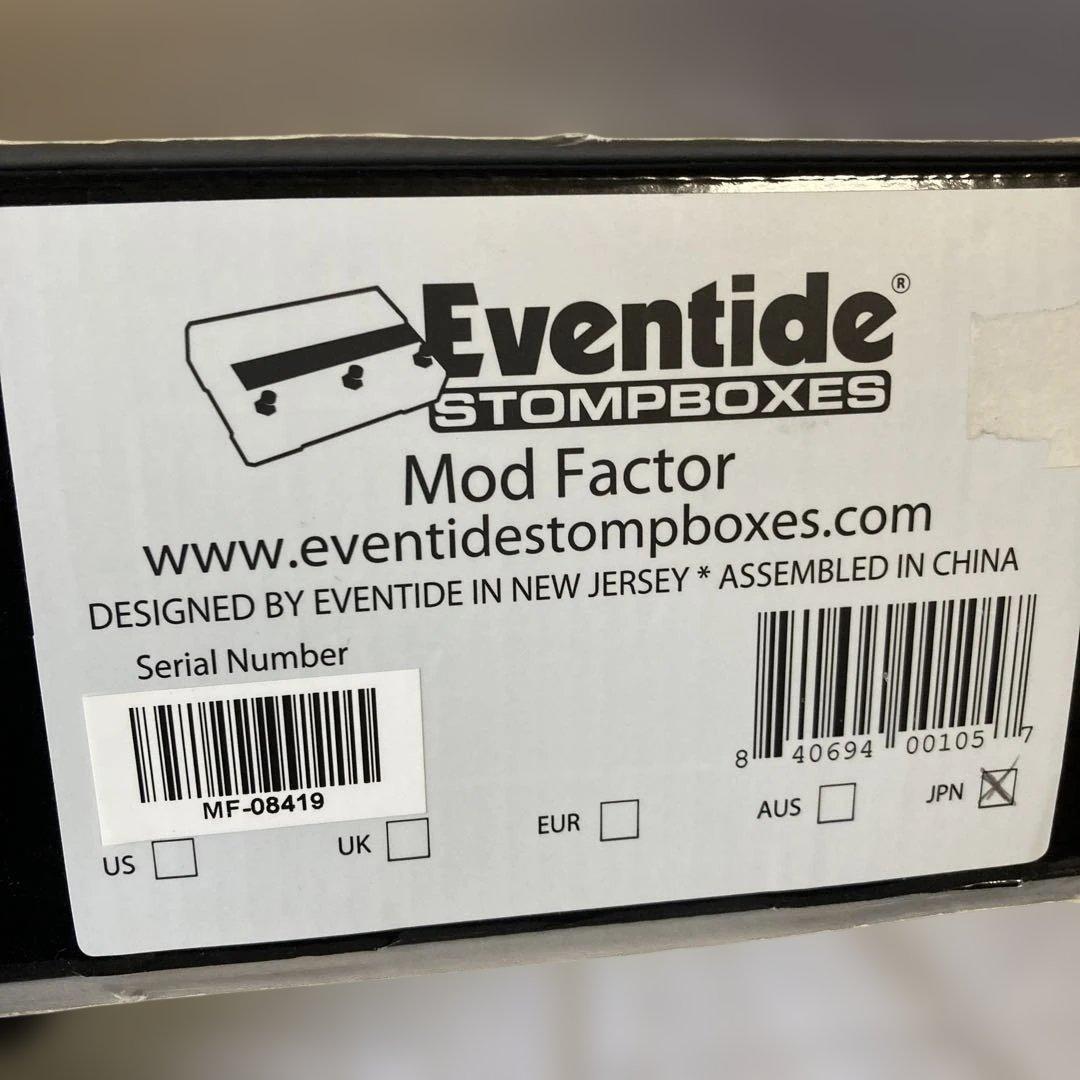 Eventide®
STOMPBOXES
Mod Factor
www.eventidestompboxes.com
DESIGNED BY EVENTIDE IN NEW JERSEY * ASSEMBLED IN CHINA
Serial Number
MF-08419
8 40694 00105 7
US UK EUR AUS JPN